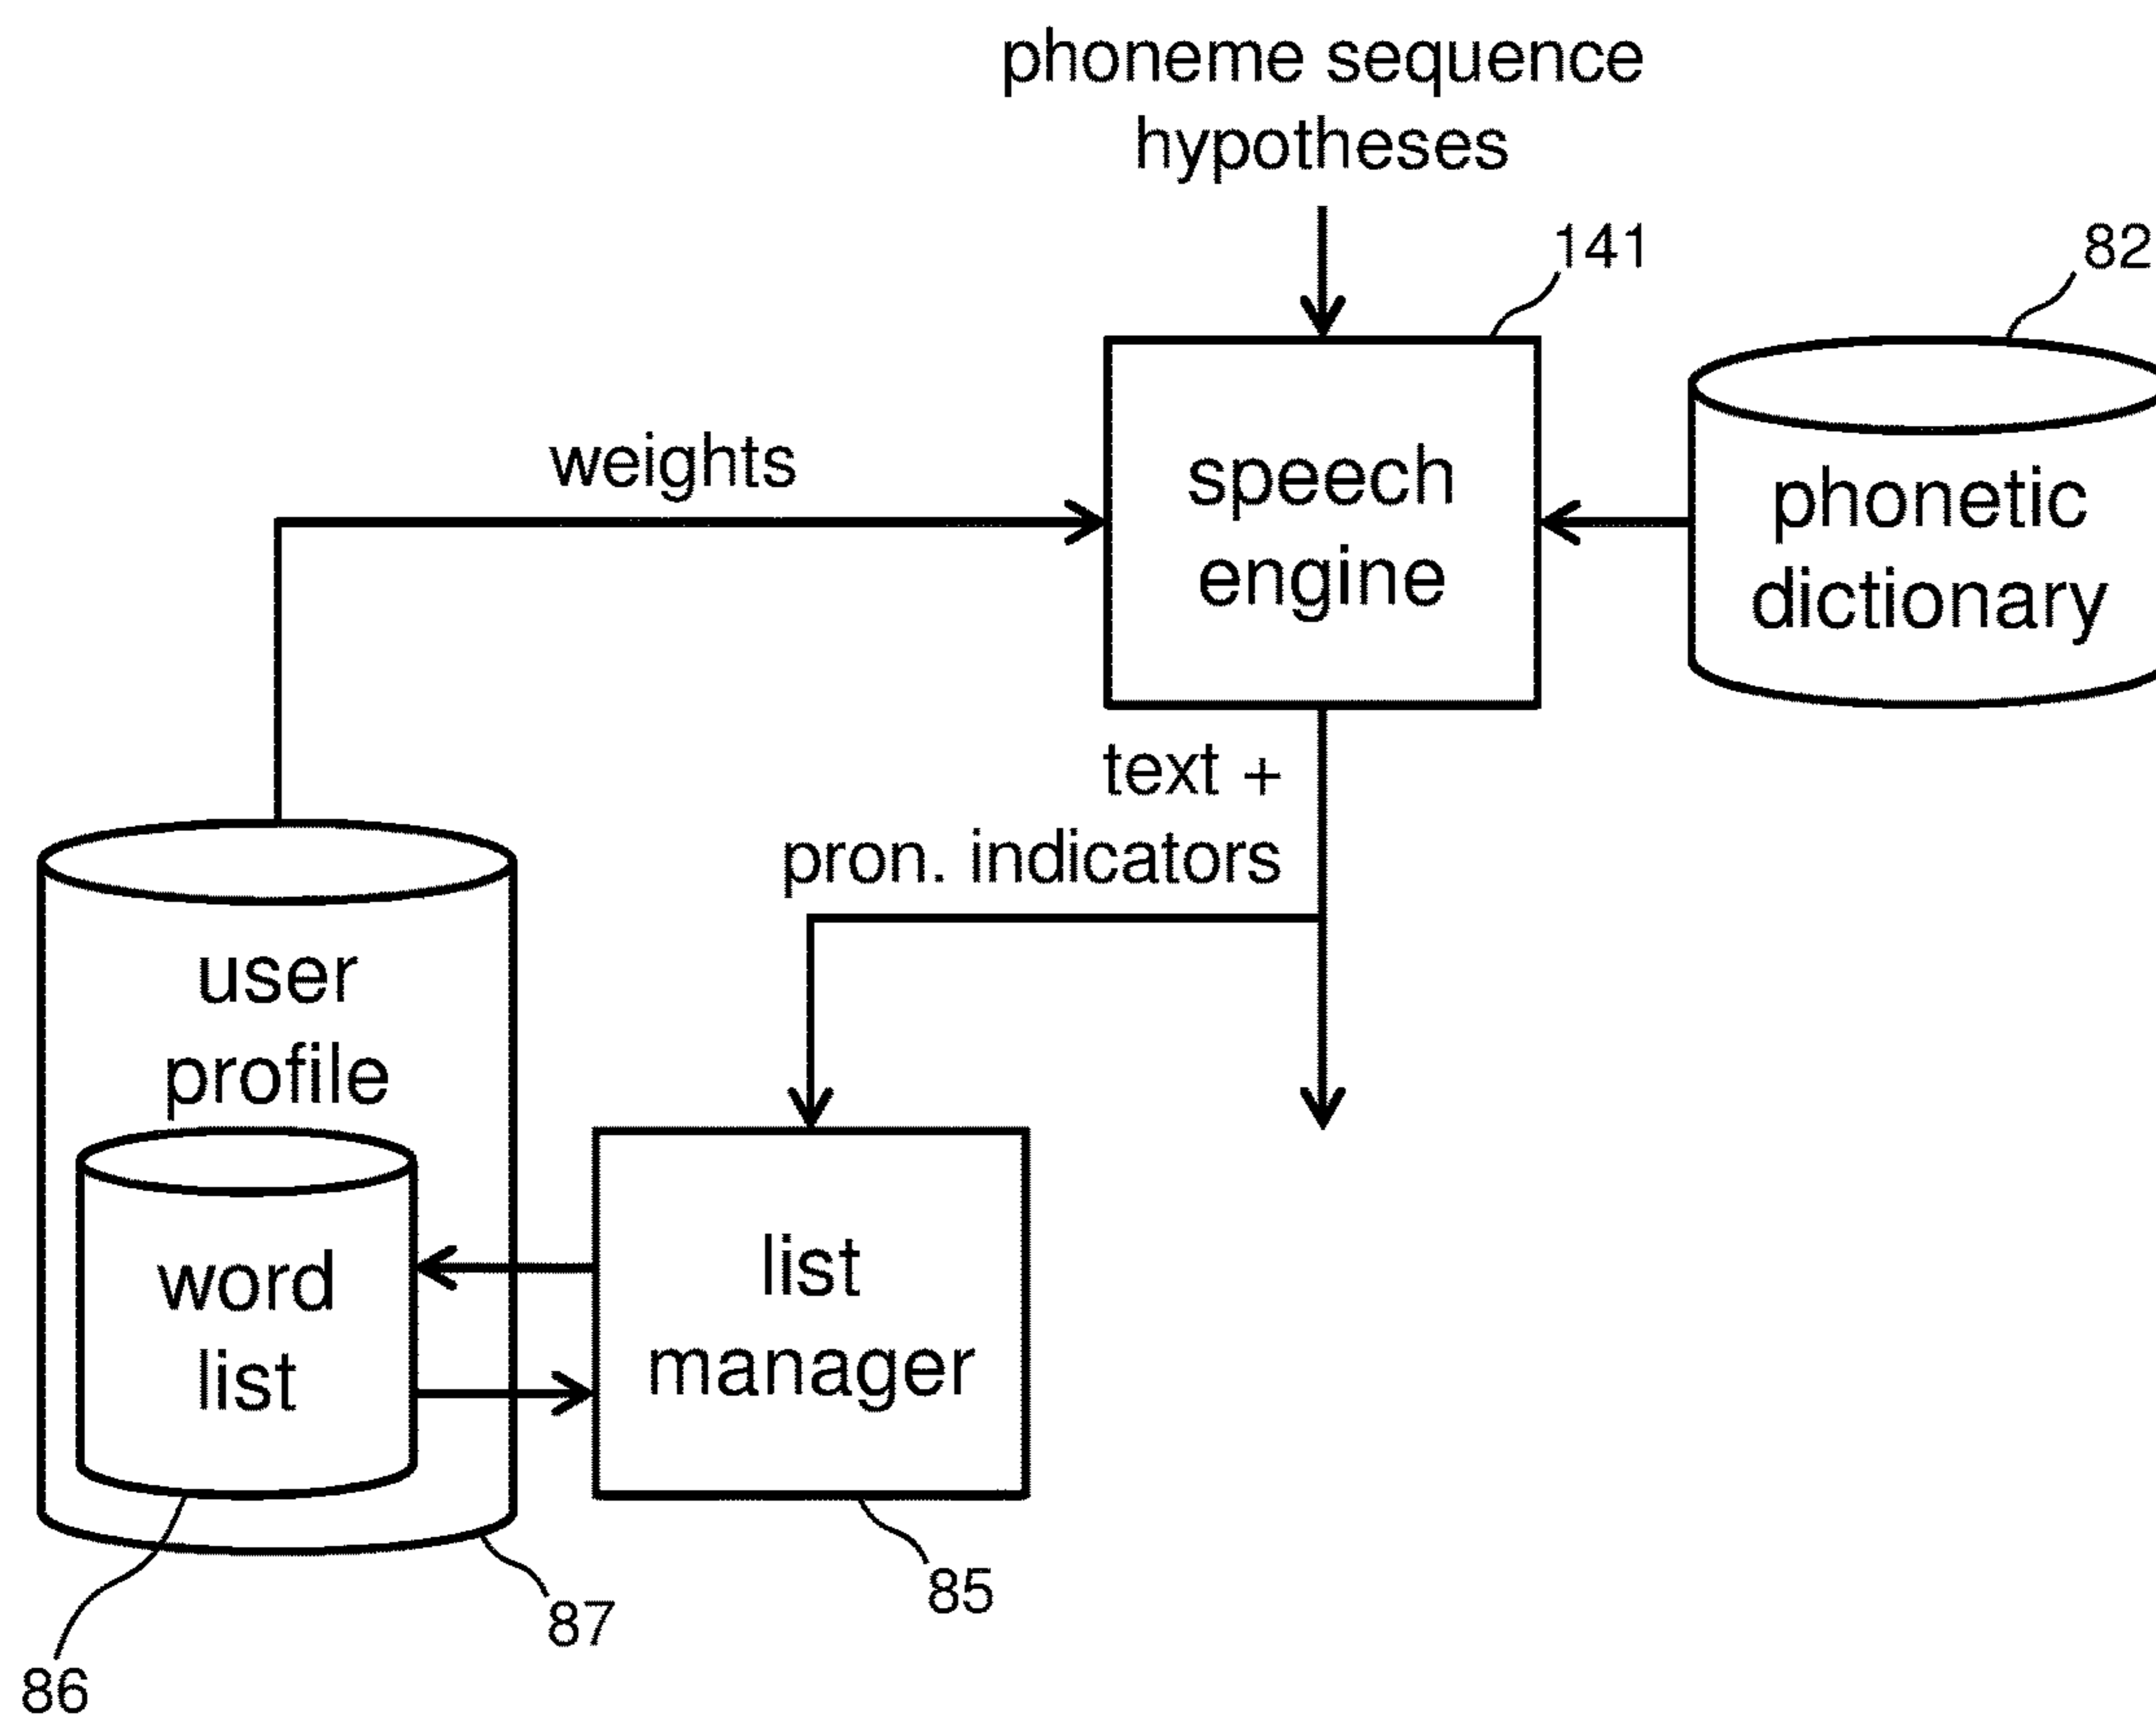 phoneme sequence
hypotheses
141
82
weights
speech
engine
phonetic
dictionary
text +
pron. indicators
user
profile
word
list
list
manager
85
87
86